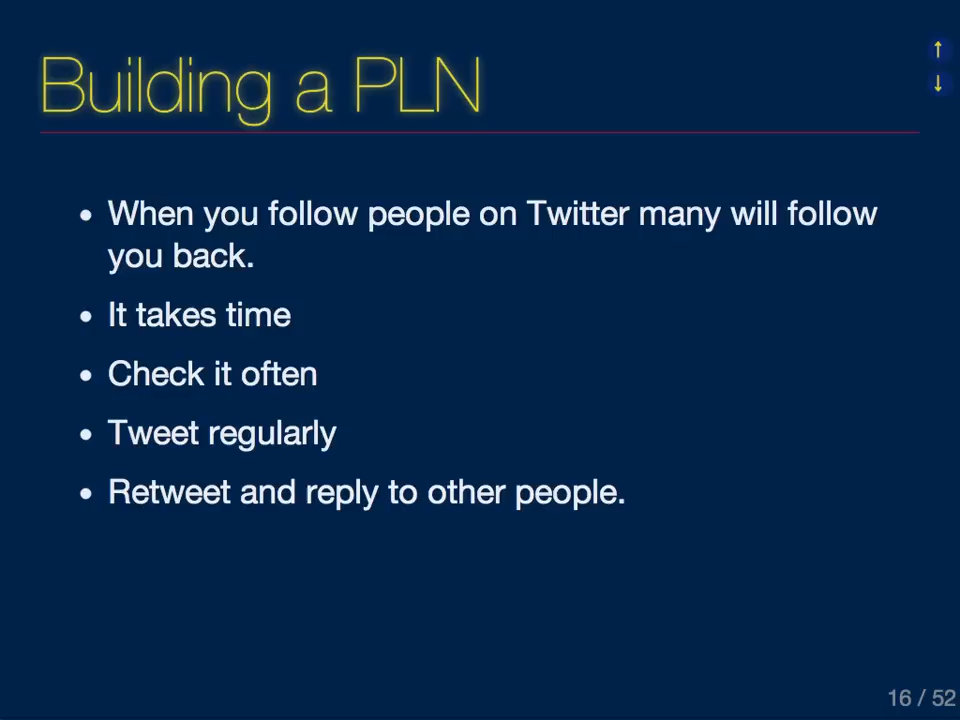 Building a PLN
↑
↓
• When you follow people on Twitter many will follow
you back.
• It takes time
• Check it often
• Tweet regularly
• Retweet and reply to other people.
16 / 52